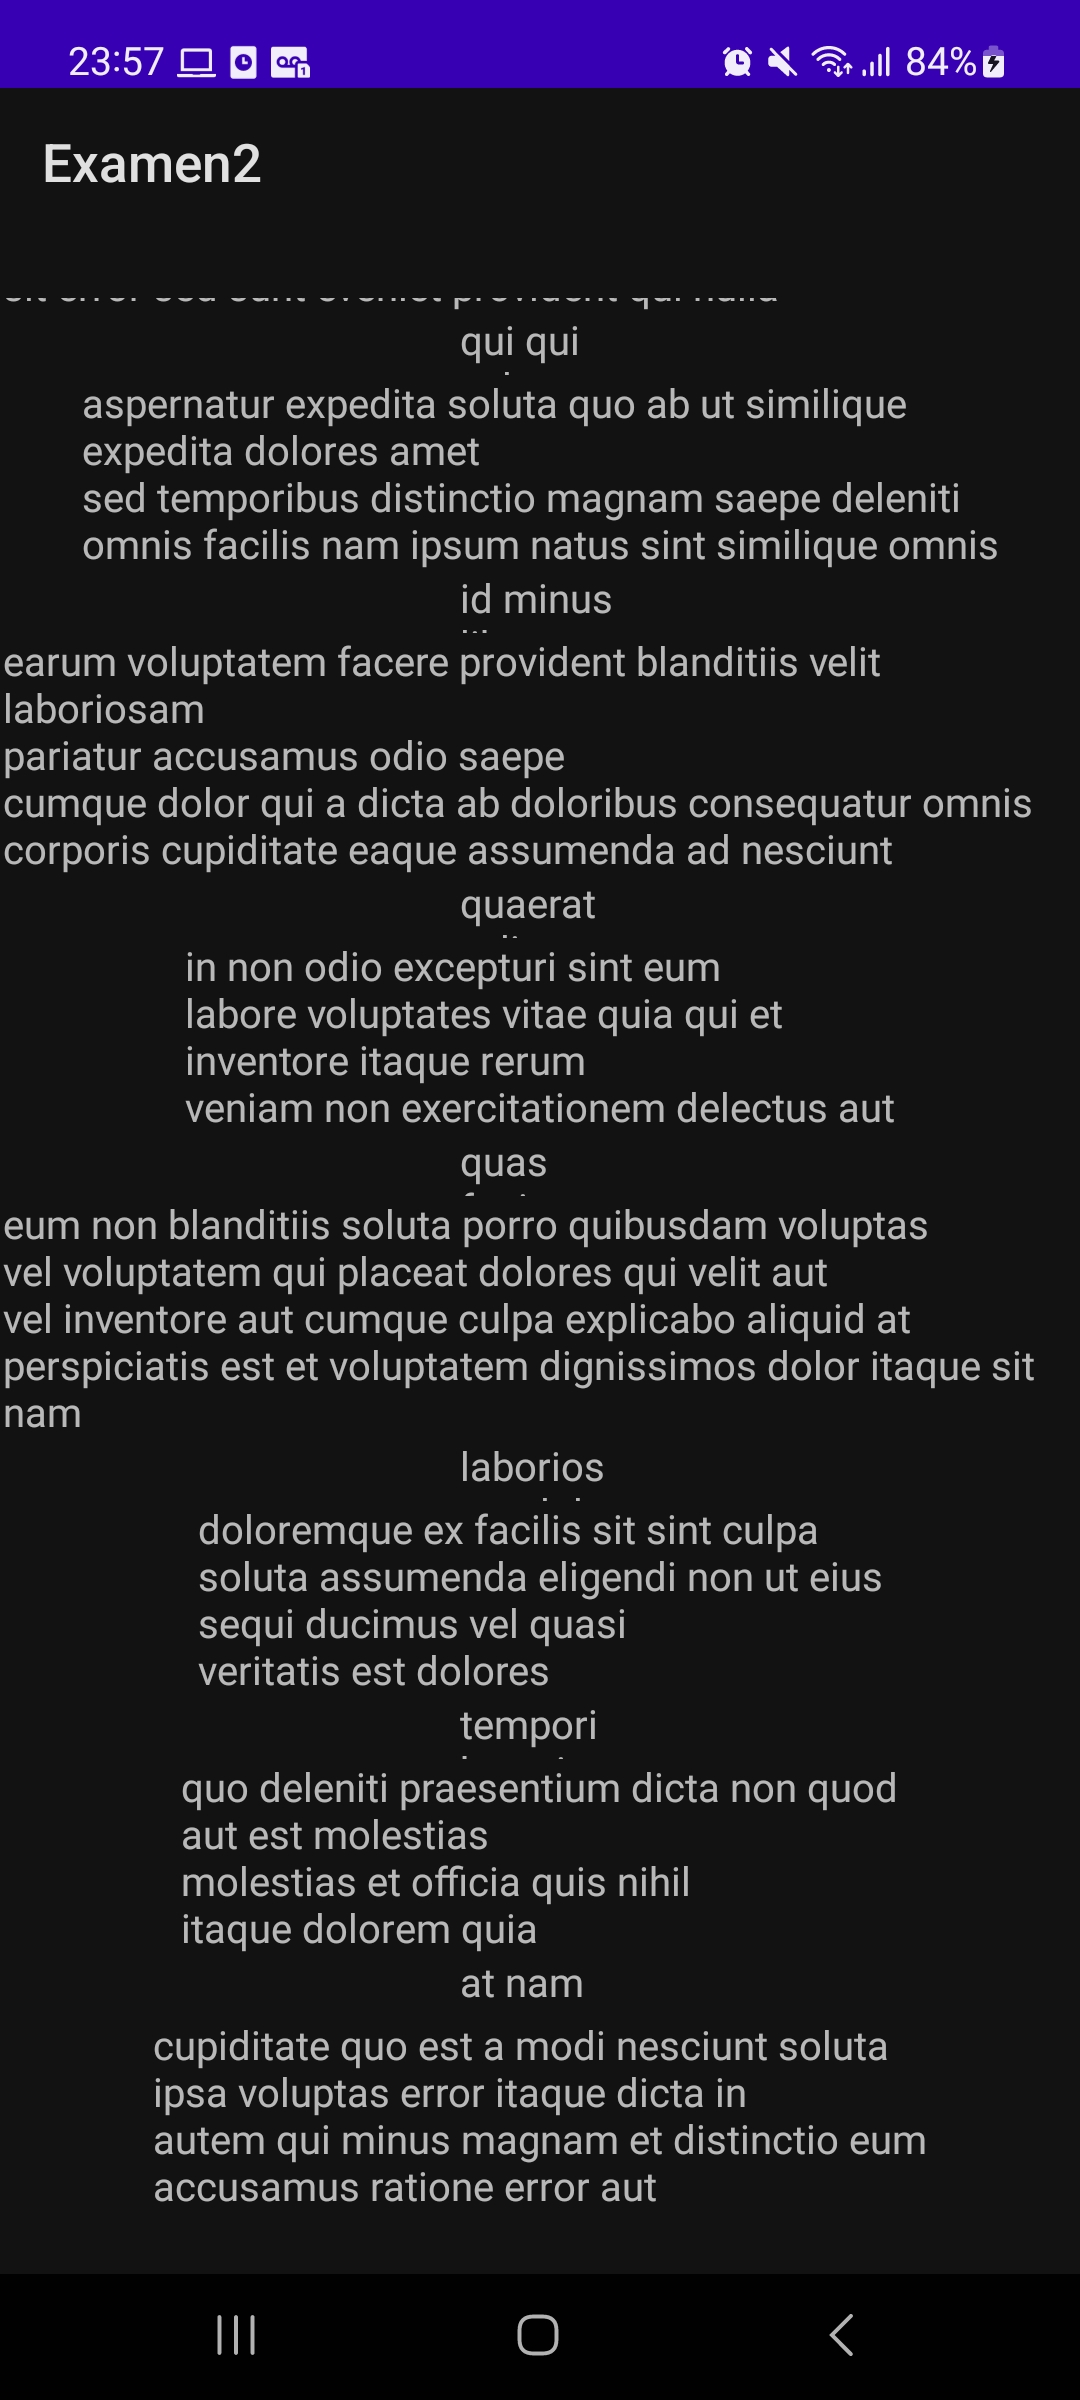 23:57
84%
Examen2
qui qui
aspernatur expedita soluta quo ab ut similique
expedita dolores amet
sed temporibus distinctio magnam saepe deleniti
omnis facilis nam ipsum natus sint similique omnis
id minus
earum voluptatem facere provident blanditiis velit
laboriosam
pariatur accusamus odio saepe
cumque dolor qui a dicta ab doloribus consequatur omnis
corporis cupiditate eaque assumenda ad nesciunt
quaerat
in non odio excepturi sint eum
labore voluptates vitae quia qui et
inventore itaque rerum
veniam non exercitationem delectus aut
quas
eum non blanditiis soluta porro quibusdam voluptas
vel voluptatem qui placeat dolores qui velit aut
vel inventore aut cumque culpa explicabo aliquid at
perspiciatis est et voluptatem dignissimos dolor itaque sit
nam
laborios
doloremque ex facilis sit sint culpa
soluta assumenda eligendi non ut eius
sequi ducimus vel quasi
veritatis est dolores
tempori
quo deleniti praesentium dicta non quod
aut est molestias
molestias et officia quis nihil
itaque dolorem quia
at nam
cupiditate quo est a modi nesciunt soluta
ipsa voluptas error itaque dicta in
autem qui minus magnam et distinctio eum
accusamus ratione error aut